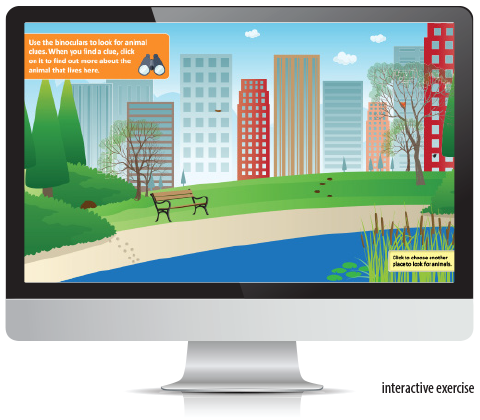 Use the binoculars to look for animal
clues. When you find a clue, click
on it to find out more about the
animal that lives here.
Click to choose another
place to look for animals.
interactive exercise